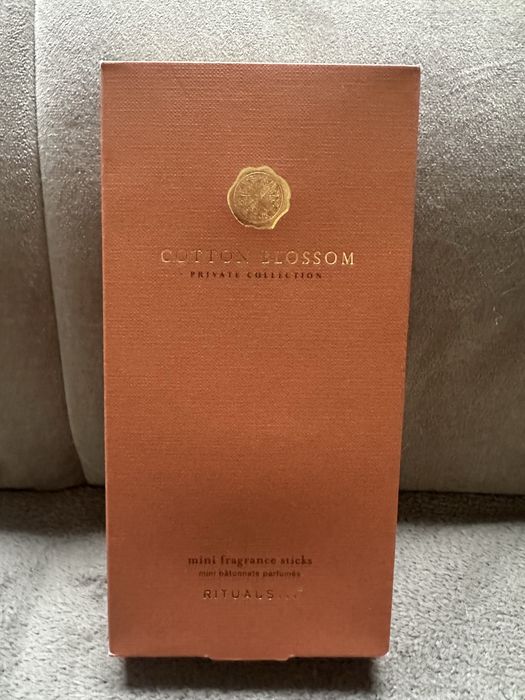 COTTON BLOSSOM
PRIVATE COLLECTION
mini fragrance sticks
mini bâtonnets parfumés
RITUALS...